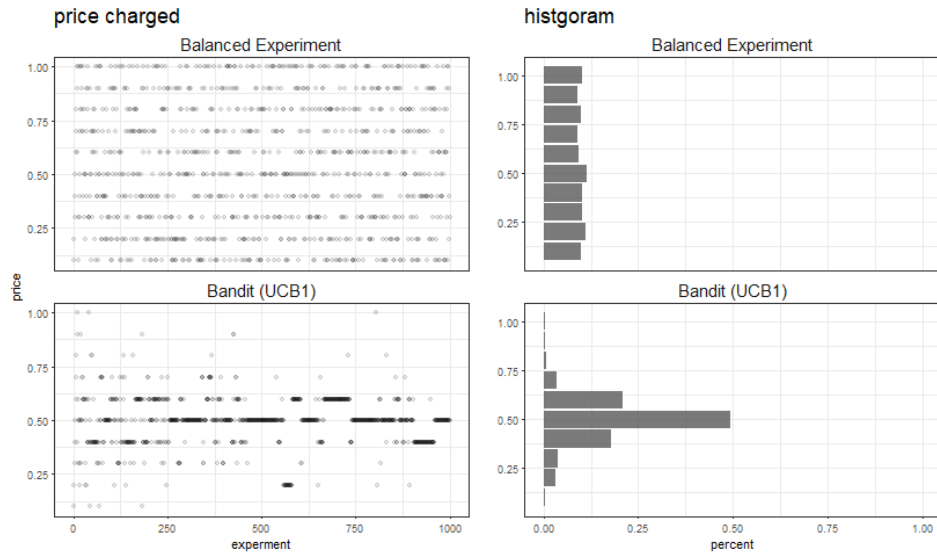 price charged
histgoram
Balanced Experiment
Balanced Experiment
1.00
0.75
0.50
0.25
1.00
0.75
0.50
0.25
price
Bandit (UCB1)
Bandit (UCB1)
1.00
0.75
0.50
0.25
1.00
0.75
0.50
0.25
0
250
500
750
1000
0.00
0.25
0.50
0.75
1.00
experment
percent